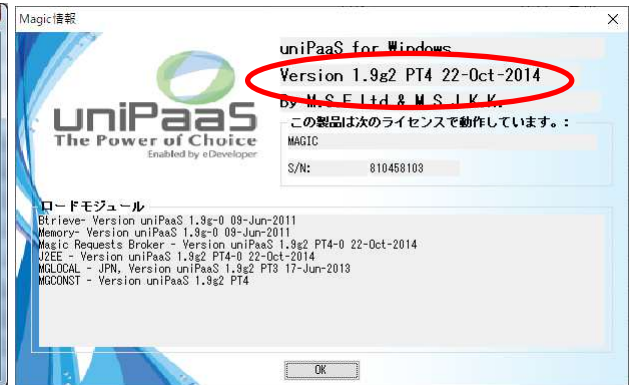 Magic情報
uniPaaS for Windows
Version 1.9g2 PT4 22-Oct-2014
By M.S.E Ltd & M.S.J.K.K.
uniPaaS
The Power of Choice
Enabled by eDeveloper
この製品は次のライセンスで動作しています。:
MAGIC
S/N: 810458103
ロードモジュール
Btrieve- Version uniPaaS 1.9g-0 09-Jun-2011
Memory- Version uniPaaS 1.9g-0 09-Jun-2011
Magic Requests Broker - Version uniPaaS 1.9g2 PT4-0 22-Oct-2014
J2EE - Version uniPaaS 1.9g2 PT4-0 22-Oct-2014
MGLOCAL - JPN, Version uniPaaS 1.9g2 PT3 17-Jun-2013
MGCONST - Version uniPaaS 1.9g2 PT4
OK